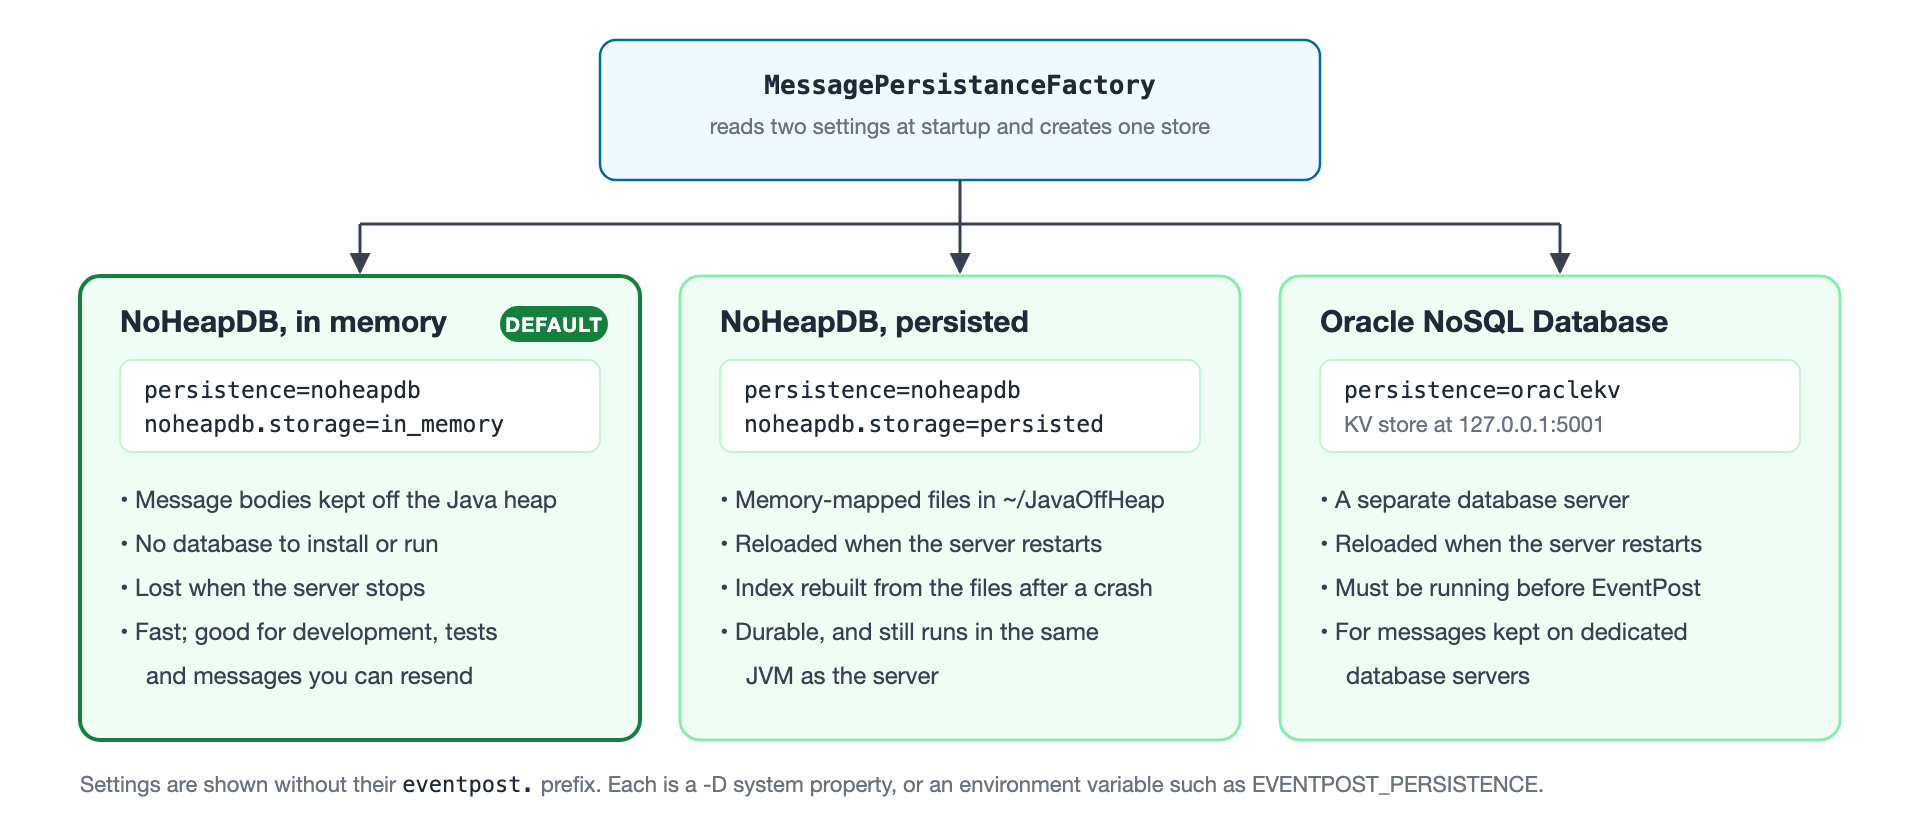 MessagePersistanceFactory
reads two settings at startup and creates one store
NoHeapDB, in memory
DEFAULT
persistence=noheapdb
noheapdb.storage=in_memory
• Message bodies kept off the Java heap
• No database to install or run
• Lost when the server stops
• Fast; good for development, tests
and messages you can resend
NoHeapDB, persisted
persistence=noheapdb
noheapdb.storage=persisted
• Memory-mapped files in ~/JavaOffHeap
• Reloaded when the server restarts
• Index rebuilt from the files after a crash
• Durable, and still runs in the same
JVM as the server
Oracle NoSQL Database
persistence=oraclekv
KV store at 127.0.0.1:5001
• A separate database server
• Reloaded when the server restarts
• Must be running before EventPost
• For messages kept on dedicated
database servers
Settings are shown without their eventpost. prefix. Each is a -D system property, or an environment variable such as EVENTPOST_PERSISTENCE.